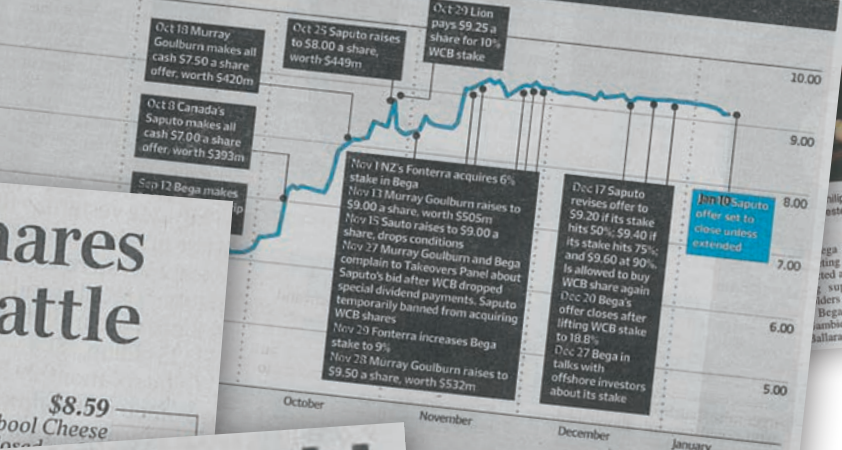 Oct 18 Murray
Goulburn makes all
cash $7.50 a share
offer, worth $420m
Oct 25 Saputo raises
to $8.00 a share,
worth $449m
Oct 29 Lion
pays $9.25 a
share for 10%
WCB stake
Oct 8 Canada's
Saputo makes all
cash $7.00 a share
offer, worth $393m
Sep 12 Bega makes
Nov 1 NZ's Fonterra acquires 6%
stake in Bega
Nov 13 Murray Goulburn raises to
$9.00 a share, worth $505m
Nov 15 Sauto raises to $9.00 a
share, drops conditions
Nov 27 Murray Goulburn and Bega
complain to Takeovers Panel about
Saputo's bid after WCB dropped
special dividend payments. Saputo
temporarily banned from acquiring
WCB shares
Nov 29 Fonterra increases Bega
stake to 9%
Nov 28 Murray Goulburn raises to
$9.50 a share, worth $532m
Dec 17 Saputo
revises offer to
$9.20 if its stake
hits 50%; $9.40 if
its stake hits 75%;
and $9.60 at 90%.
Is allowed to buy
WCB share again
Dec 20 Bega's
offer closes after
lifting WCB stake
to 18.8%
Dec 27 Bega in
talks with
offshore investors
about its stake
Jan 10 Saputo
offer set to
close unless
extended
10.00
9.00
8.00
7.00
6.00
5.00
October
November
December
January
hares
attle
$8.59
bool Cheese